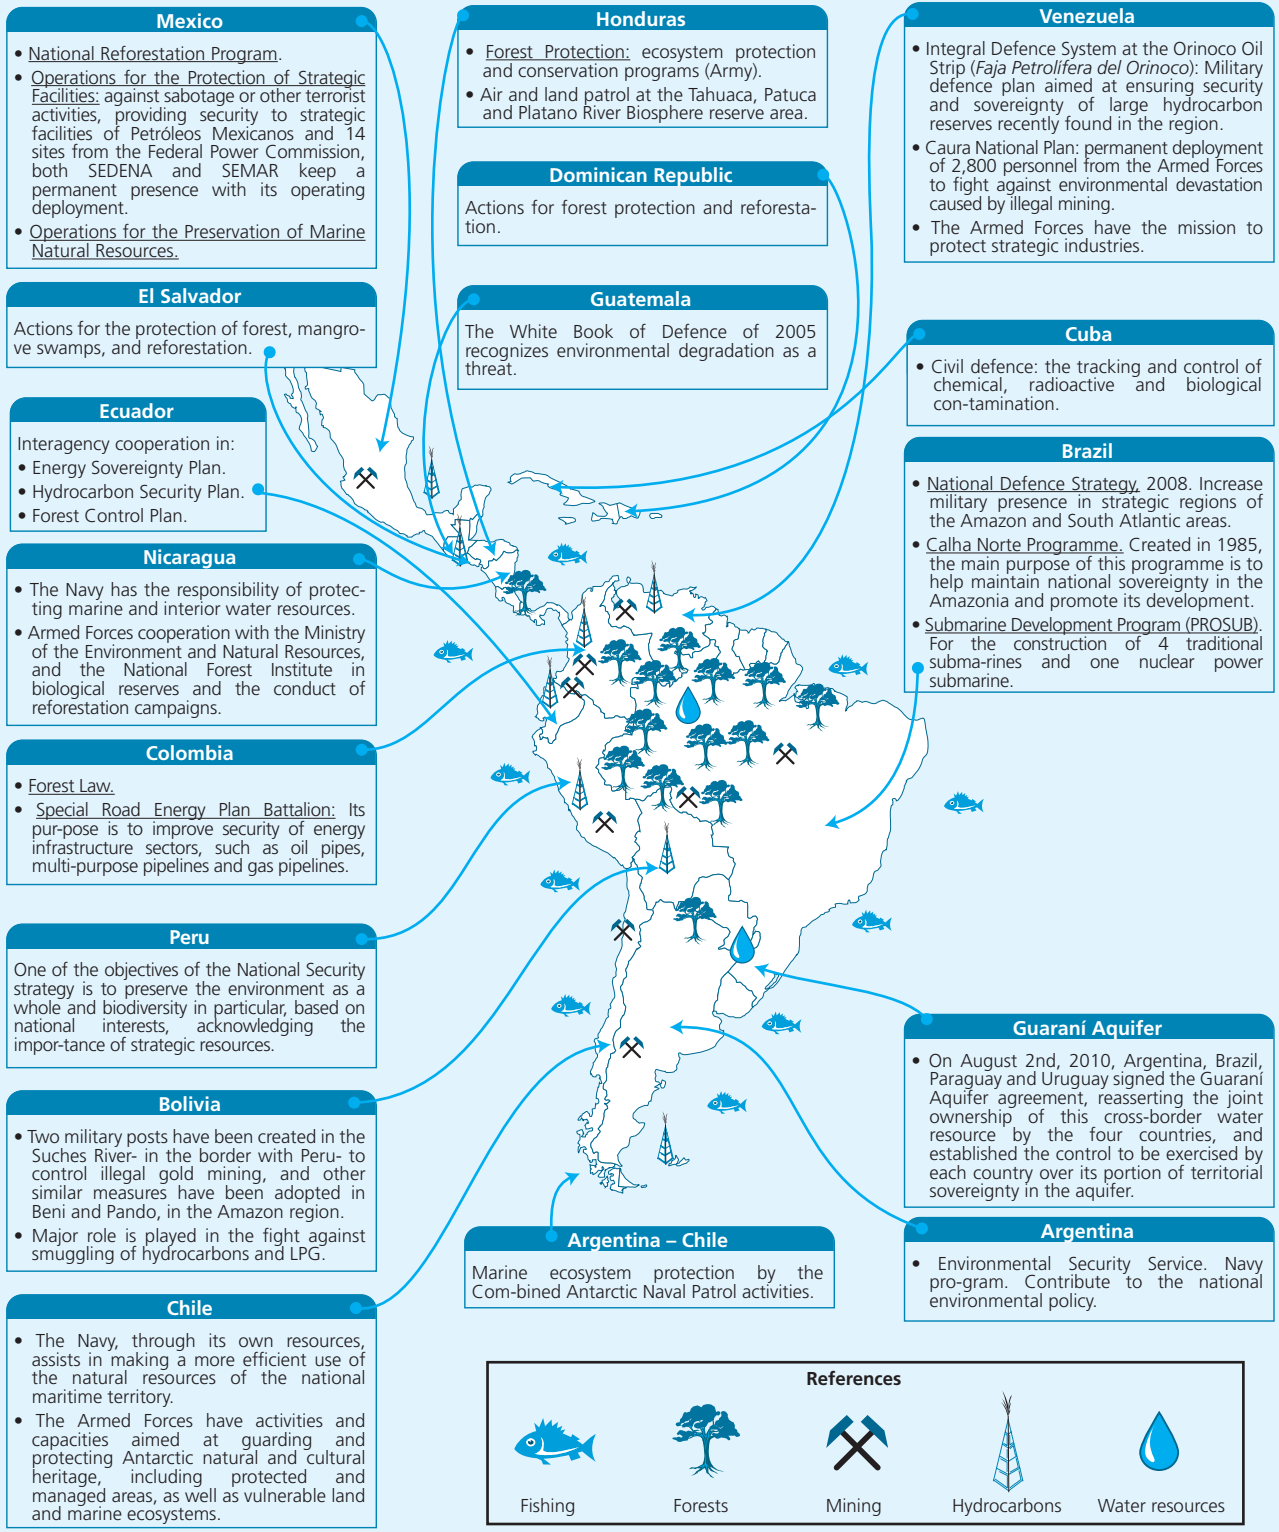 Mexico
• National Reforestation Program.
• Operations for the Protection of Strategic
Facilities: against sabotage or other terrorist
activities, providing security to strategic
facilities of Petróleos Mexicanos and 14
sites from the Federal Power Commission,
both SEDENA and SEMAR keep a
permanent presence with its operating
deployment.
• Operations for the Preservation of Marine
Natural Resources.
El Salvador
Actions for the protection of forest, mangro-
ve swamps, and reforestation.
Ecuador
Interagency cooperation in:
• Energy Sovereignty Plan.
• Hydrocarbon Security Plan.
• Forest Control Plan.
Nicaragua
• The Navy has the responsibility of protec-
ting marine and interior water resources.
• Armed Forces cooperation with the Ministry
of the Environment and Natural Resources,
and the National Forest Institute in
biological reserves and the conduct of
reforestation campaigns.
Colombia
• Forest Law.
• Special Road Energy Plan Battalion: Its
pur-pose is to improve security of energy
infrastructure sectors, such as oil pipes,
multi-purpose pipelines and gas pipelines.
Peru
One of the objectives of the National Security
strategy is to preserve the environment as a
whole and biodiversity in particular, based on
national interests, acknowledging the
impor-tance of strategic resources.
Bolivia
• Two military posts have been created in the
Suches River- in the border with Peru- to
control illegal gold mining, and other
similar measures have been adopted in
Beni and Pando, in the Amazon region.
• Major role is played in the fight against
smuggling of hydrocarbons and LPG.
Chile
• The Navy, through its own resources,
assists in making a more efficient use of
the natural resources of the national
maritime territory.
• The Armed Forces have activities and
capacities aimed at guarding and
protecting Antarctic natural and cultural
heritage, including protected and
managed areas, as well as vulnerable land
and marine ecosystems.
Honduras
• Forest Protection: ecosystem protection
and conservation programs (Army).
• Air and land patrol at the Tahuaca, Patuca
and Platano River Biosphere reserve area.
Dominican Republic
Actions for forest protection and reforesta-
tion.
Guatemala
The White Book of Defence of 2005
recognizes environmental degradation as a
threat.
Venezuela
• Integral Defence System at the Orinoco Oil
Strip (Faja Petrolífera del Orinoco): Military
defence plan aimed at ensuring security
and sovereignty of large hydrocarbon
reserves recently found in the region.
• Caura National Plan: permanent deployment
of 2,800 personnel from the Armed Forces
to fight against environmental devastation
caused by illegal mining.
• The Armed Forces have the mission to
protect strategic industries.
Cuba
• Civil defence: the tracking and control of
chemical, radioactive and biological
con-tamination.
Brazil
• National Defence Strategy, 2008. Increase
military presence in strategic regions of
the Amazon and South Atlantic areas.
• Calha Norte Programme. Created in 1985,
the main purpose of this programme is to
help maintain national sovereignty in the
Amazonia and promote its development.
• Submarine Development Program (PROSUB).
For the construction of 4 traditional
subma-rines and one nuclear power
submarine.
Guaraní Aquifer
• On August 2nd, 2010, Argentina, Brazil,
Paraguay and Uruguay signed the Guaraní
Aquifer agreement, reasserting the joint
ownership of this cross-border water
resource by the four countries, and
established the control to be exercised by
each country over its portion of territorial
sovereignty in the aquifer.
Argentina
• Environmental Security Service. Navy
pro-gram. Contribute to the national
environmental policy.
Argentina – Chile
Marine ecosystem protection by the
Com-bined Antarctic Naval Patrol activities.
References
Fishing
Forests
Mining
Hydrocarbons
Water resources